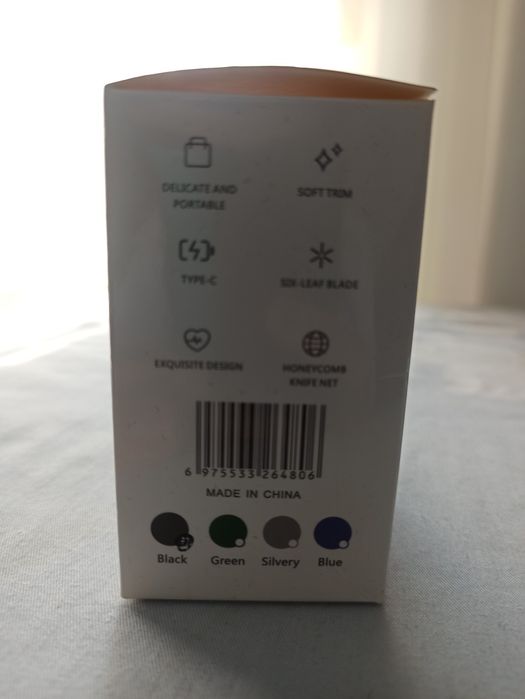 DELICATE AND
PORTABLE
SOFT TRIM
TYPE-C
SIX-LEAF BLADE
EXQUISITE DESIGN
HONEYCOMB
KNIFE NET
6 975533 264806
MADE IN CHINA
Black
Green
Silvery
Blue